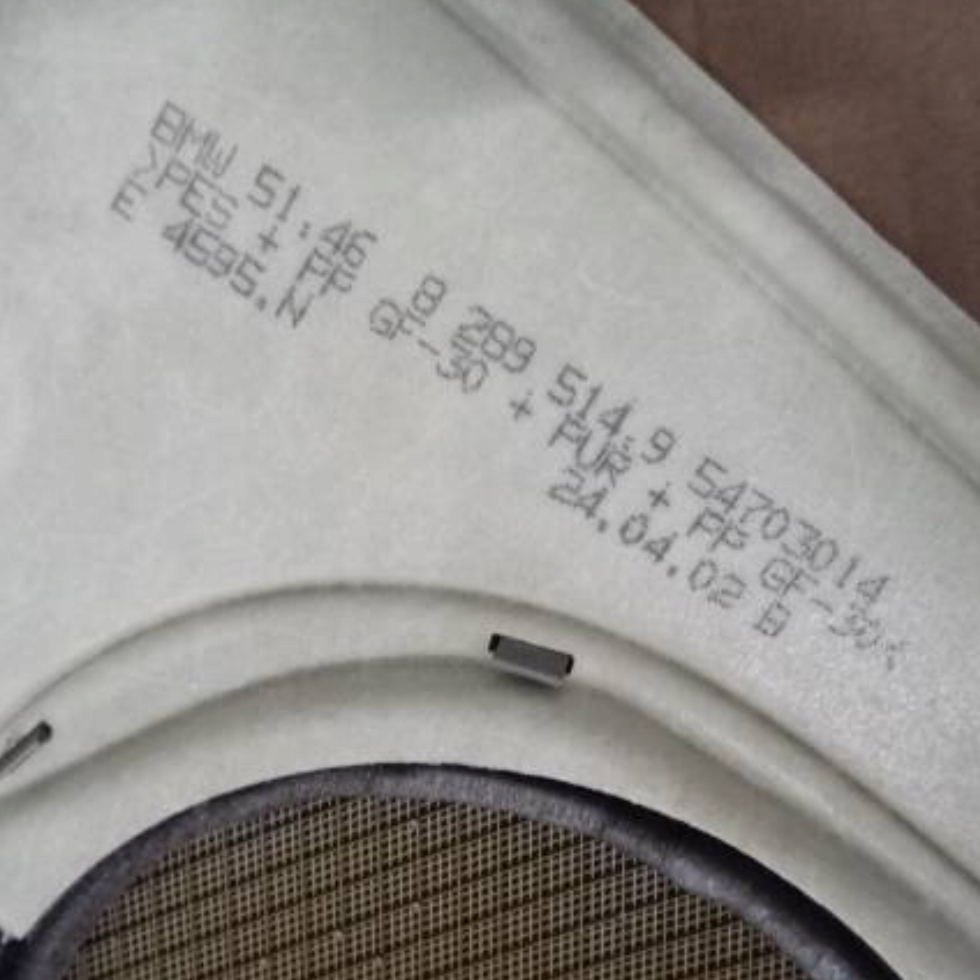 BMW 51.46 8 289 514.9 54703014
>PES + PP GF-30 + PUR + PP GF-30<
E 4595.N 24.04.02 B